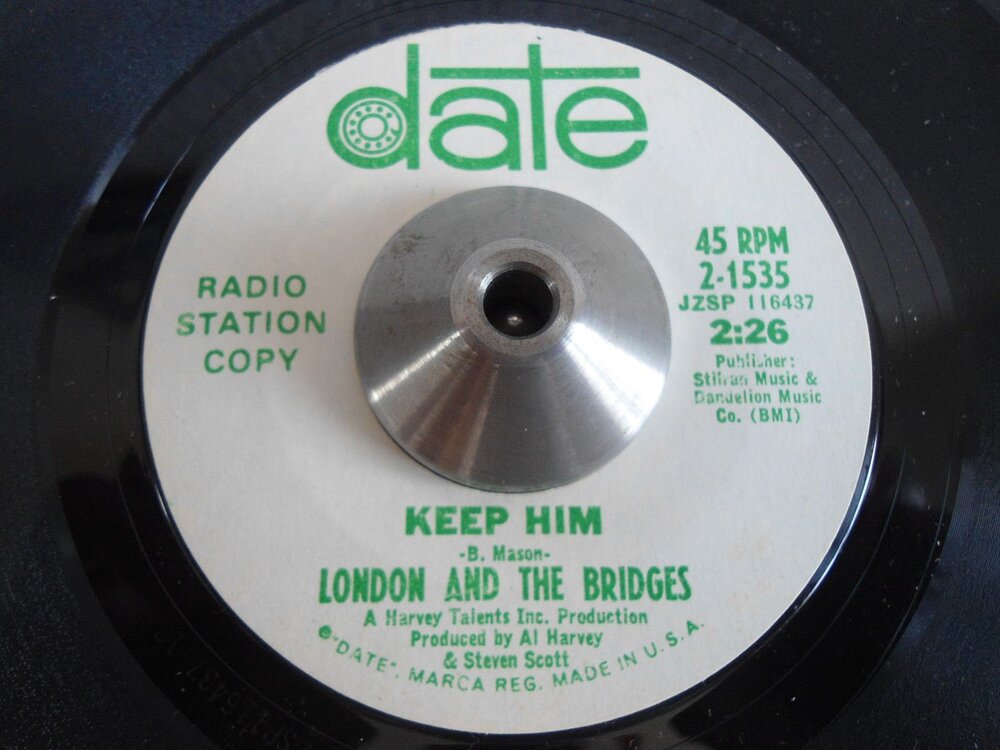 date
RADIO
STATION
COPY
45 RPM
2-1535
JZSP 116437
2:26
Publisher:
Music &
Dandelion Music
Co. (BMI)
KEEP HIM
-B. Mason-
LONDON AND THE BRIDGES
A Harvey Talents Inc. Production
Produced by Al Harvey
& Steven Scott
"DATE", MARCA REG. MADE IN U.S.A.